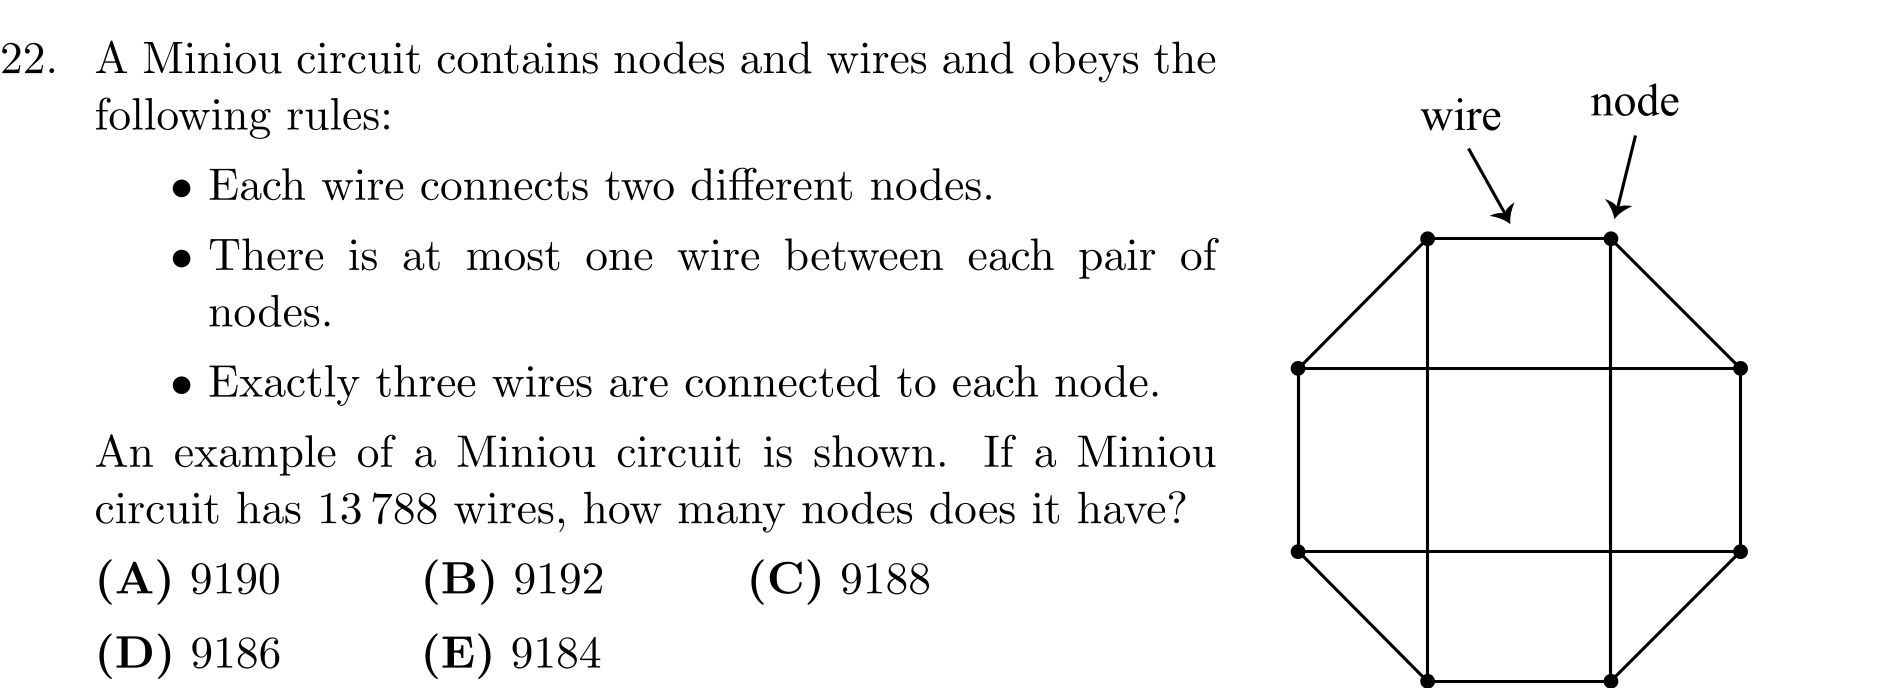 22. A Miniou circuit contains nodes and wires and obeys the
following rules:
• Each wire connects two different nodes.
• There is at most one wire between each pair of
nodes.
• Exactly three wires are connected to each node.
An example of a Miniou circuit is shown. If a Miniou
circuit has 13 788 wires, how many nodes does it have?
(A) 9190 (B) 9192 (C) 9188
(D) 9186 (E) 9184
wire node